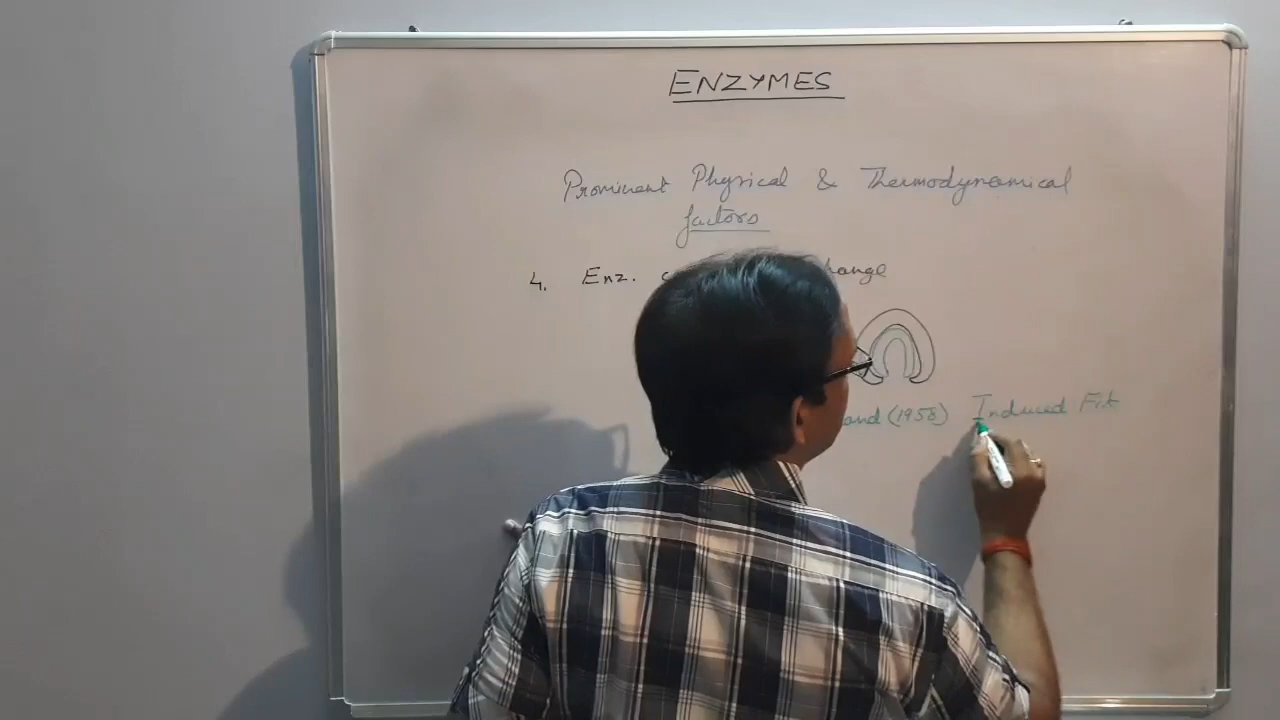 ENZYMES
Prominent Physical & Thermodynamical
factors
4. Enz. hange
and (1958) Induced Fit